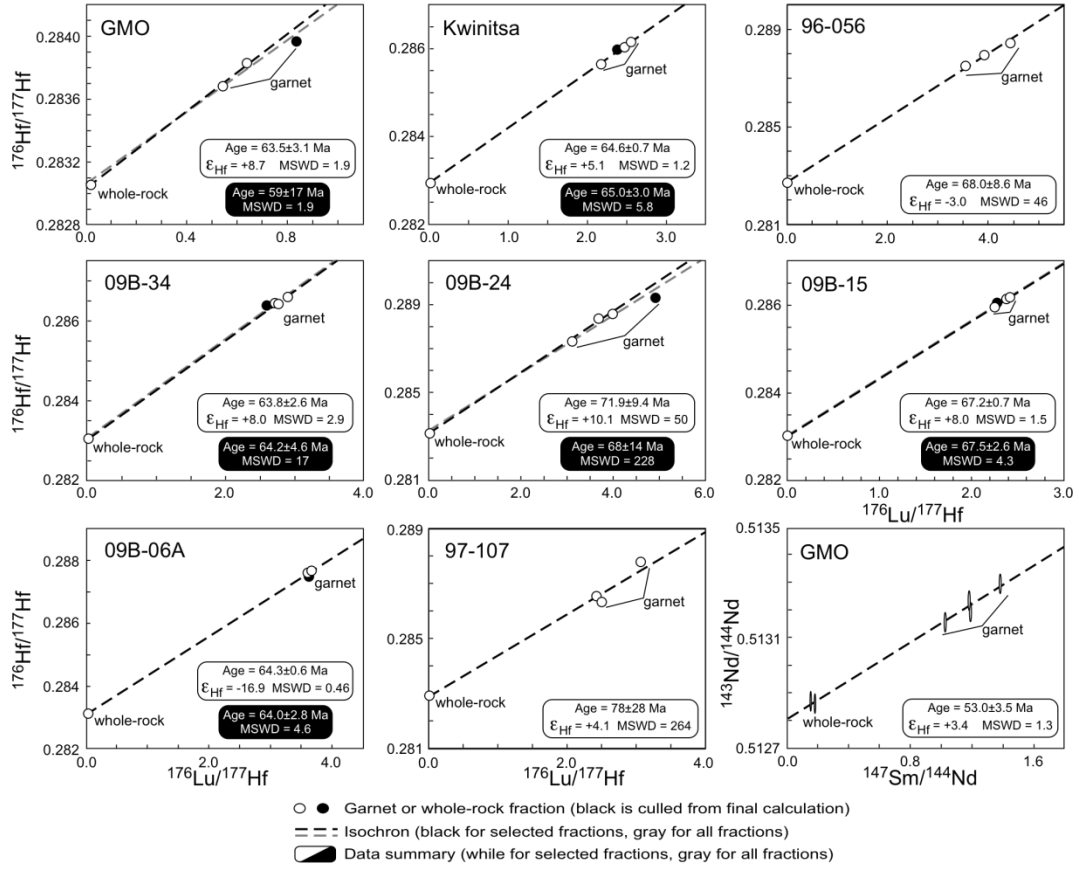 GMO
0.2840
0.2836
0.2832
0.2828
176Hf/177Hf
garnet
whole-rock
Age = 63.5±3.1 Ma
εHf = +8.7 MSWD = 1.9
Age = 59±17 Ma
MSWD = 1.9
0.0 0.4 0.8
Kwinitsa
0.286
0.284
0.282
garnet
whole-rock
Age = 64.6±0.7 Ma
εHf = +5.1 MSWD = 1.2
Age = 65.0±3.0 Ma
MSWD = 5.8
0.0 1.0 2.0 3.0
96-056
0.289
0.285
0.281
garnet
whole-rock
Age = 68.0±8.6 Ma
εHf = -3.0 MSWD = 46
0.0 2.0 4.0
09B-34
0.286
0.284
0.282
176Hf/177Hf
garnet
whole-rock
Age = 63.8±2.6 Ma
εHf = +8.0 MSWD = 2.9
Age = 64.2±4.6 Ma
MSWD = 17
0.0 1.0 2.0 3.0 4.0
09B-24
0.289
0.285
0.281
garnet
whole-rock
Age = 71.9±9.4 Ma
εHf = +10.1 MSWD = 50
Age = 68±14 Ma
MSWD = 228
0.0 2.0 4.0 6.0
09B-15
0.286
0.284
0.282
garnet
whole-rock
Age = 67.2±0.7 Ma
εHf = +8.0 MSWD = 1.5
Age = 67.5±2.6 Ma
MSWD = 4.3
0.0 1.0 2.0 3.0
176Lu/177Hf
09B-06A
0.288
0.286
0.284
0.282
176Hf/177Hf
garnet
whole-rock
Age = 64.3±0.6 Ma
εHf = -16.9 MSWD = 0.46
Age = 64.0±2.8 Ma
MSWD = 4.6
0.0 2.0 4.0
176Lu/177Hf
97-107
0.289
0.285
0.281
garnet
whole-rock
Age = 78±28 Ma
εHf = +4.1 MSWD = 264
0.0 1.0 2.0 3.0 4.0
176Lu/177Hf
GMO
0.5135
0.5131
0.5127
143Nd/144Nd
garnet
whole-rock
Age = 53.0±3.5 Ma
εHf = +3.4 MSWD = 1.3
0.0 0.8 1.6
147Sm/144Nd
Garnet or whole-rock fraction (black is culled from final calculation)
Isochron (black for selected fractions, gray for all fractions)
Data summary (while for selected fractions, gray for all fractions)